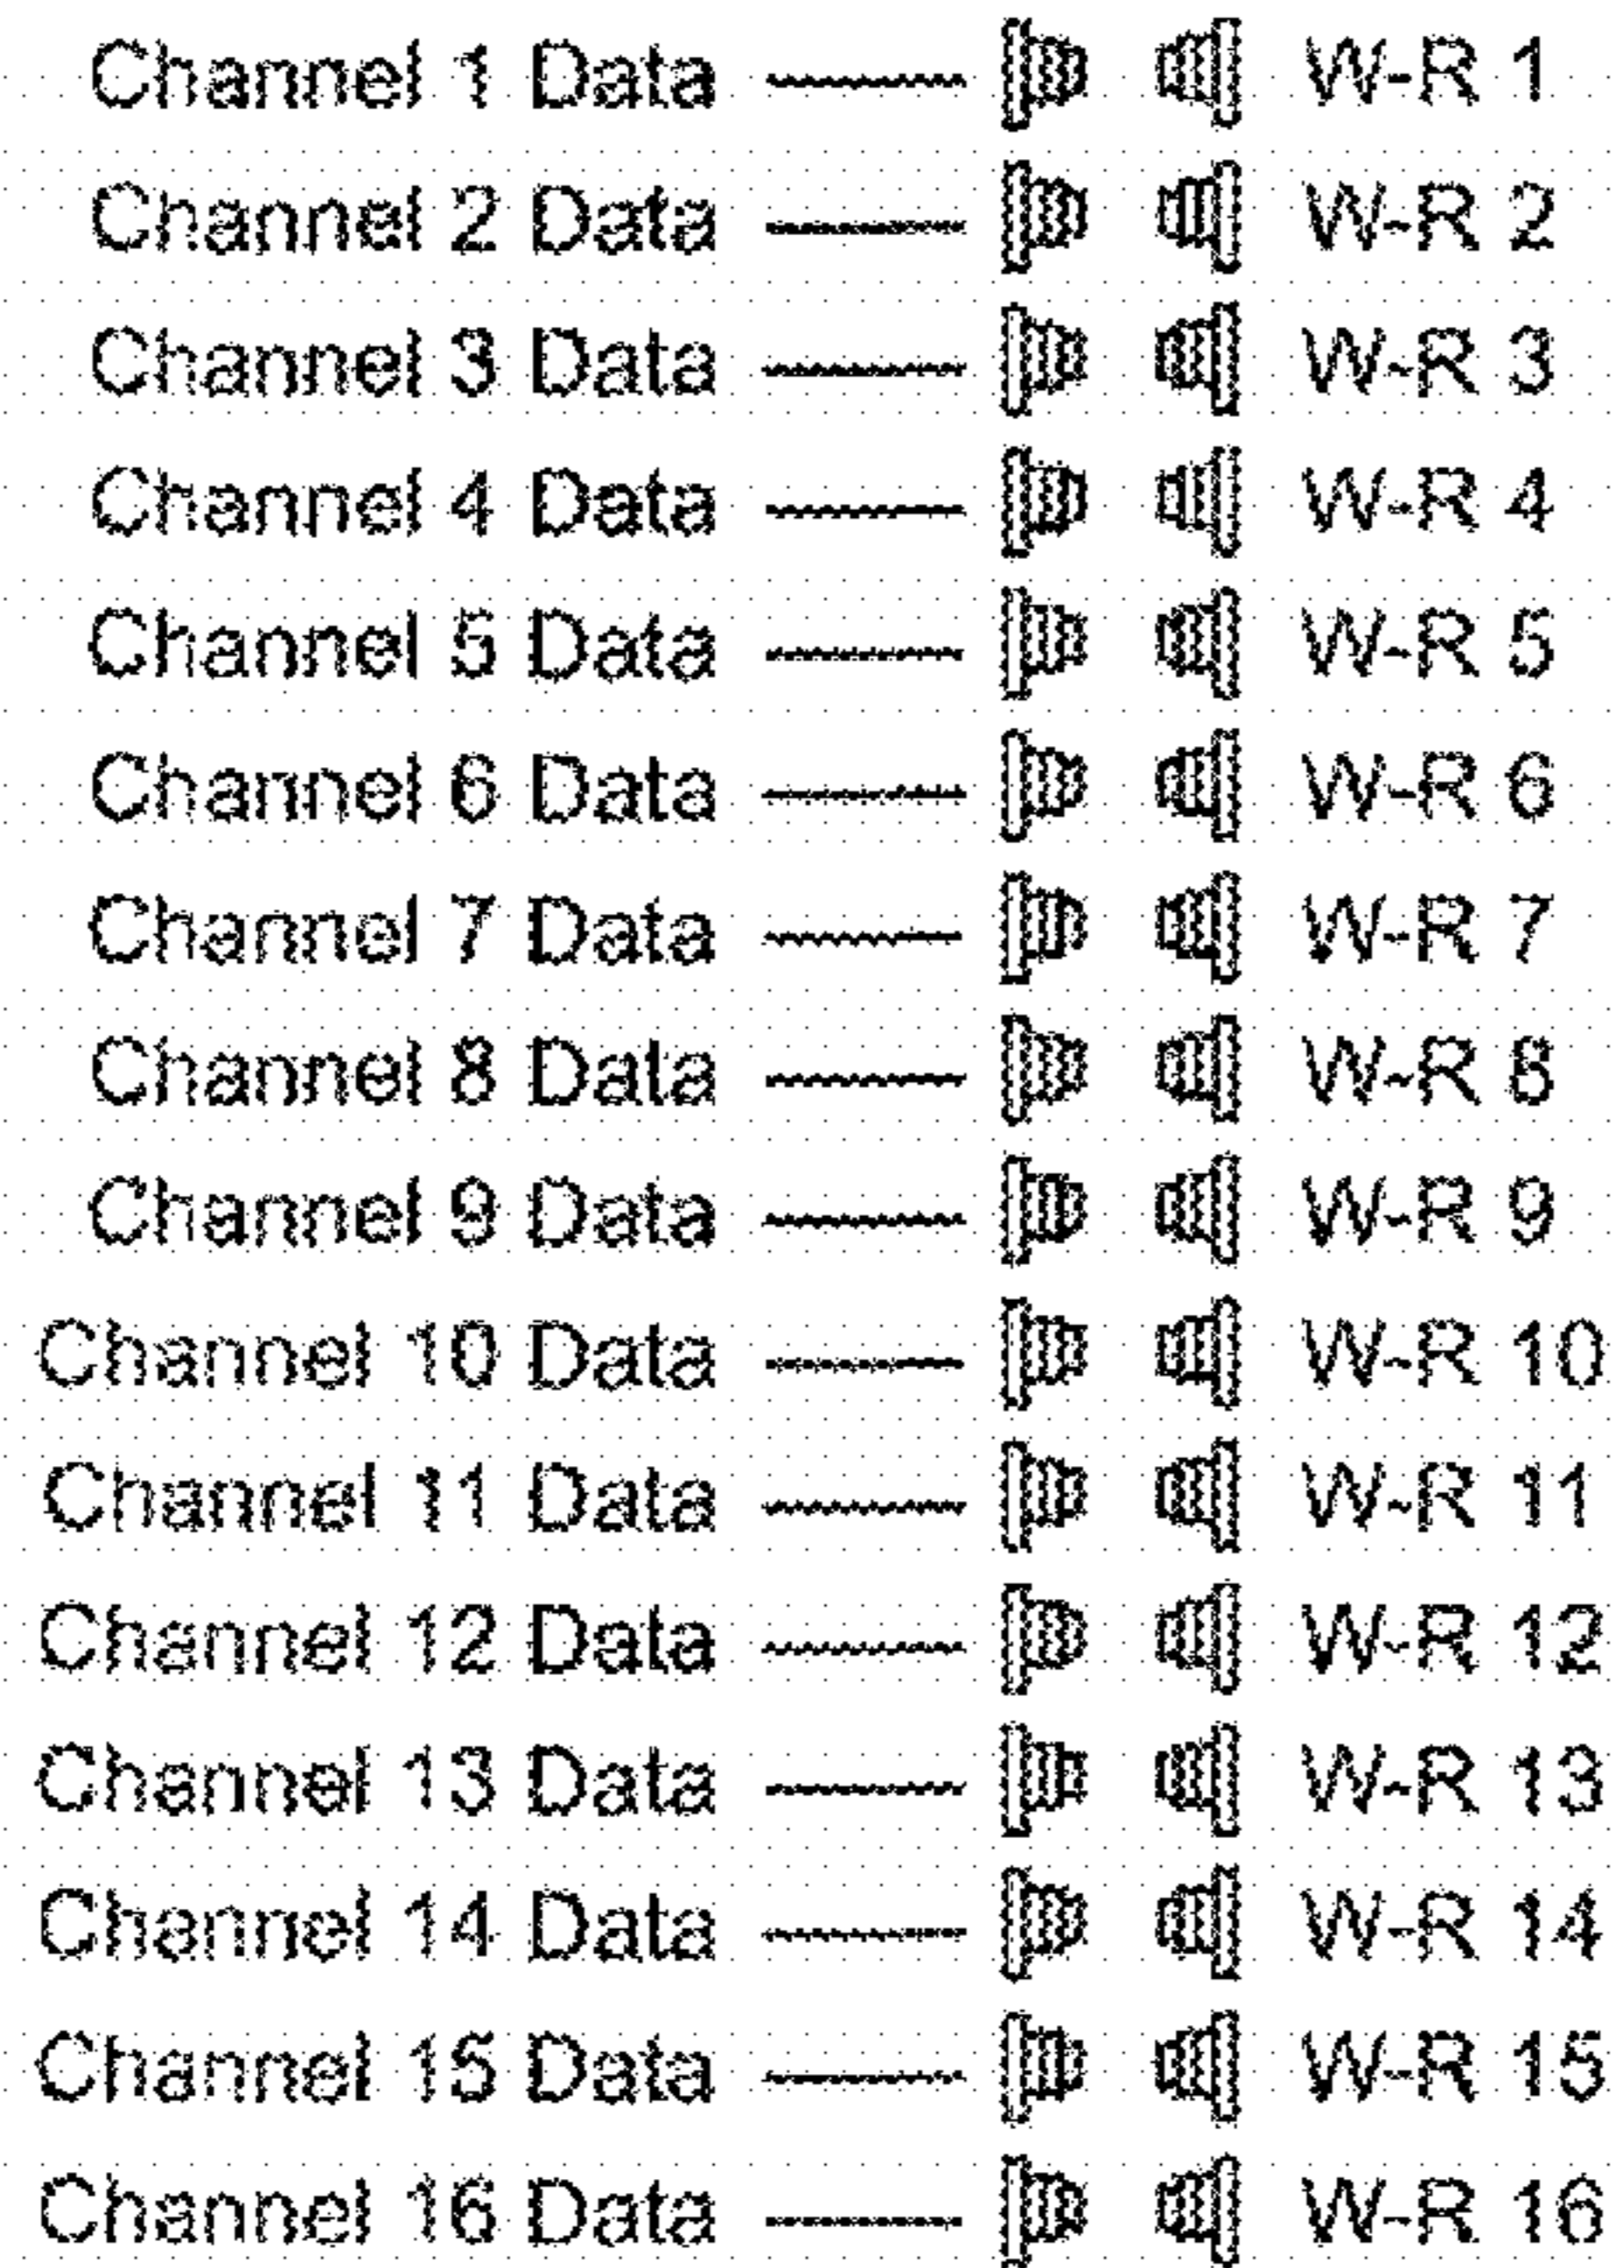 Channel 1 Data W-R 1
Channel 2 Data W-R 2
Channel 3 Data W-R 3
Channel 4 Data W-R 4
Channel 5 Data W-R 5
Channel 6 Data W-R 6
Channel 7 Data W-R 7
Channel 8 Data W-R 8
Channel 9 Data W-R 9
Channel 10 Data W-R 10
Channel 11 Data W-R 11
Channel 12 Data W-R 12
Channel 13 Data W-R 13
Channel 14 Data W-R 14
Channel 15 Data W-R 15
Channel 16 Data W-R 16